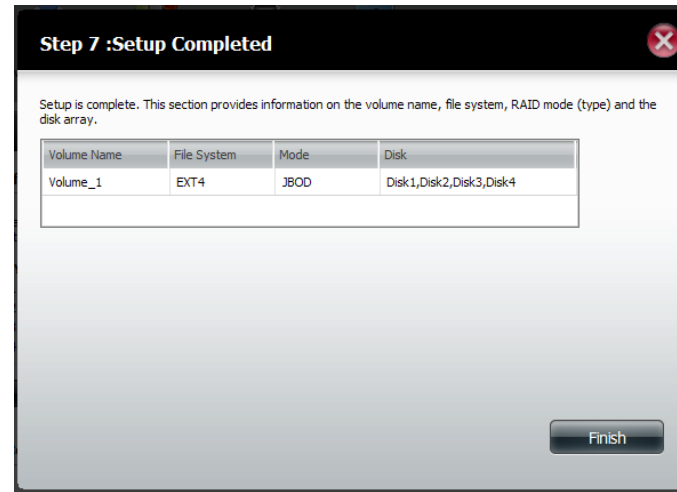 Step 7 :Setup Completed
Setup is complete. This section provides information on the volume name, file system, RAID mode (type) and the
disk array.
Volume Name File System Mode Disk
Volume_1 EXT4 JBOD Disk1,Disk2,Disk3,Disk4
Finish